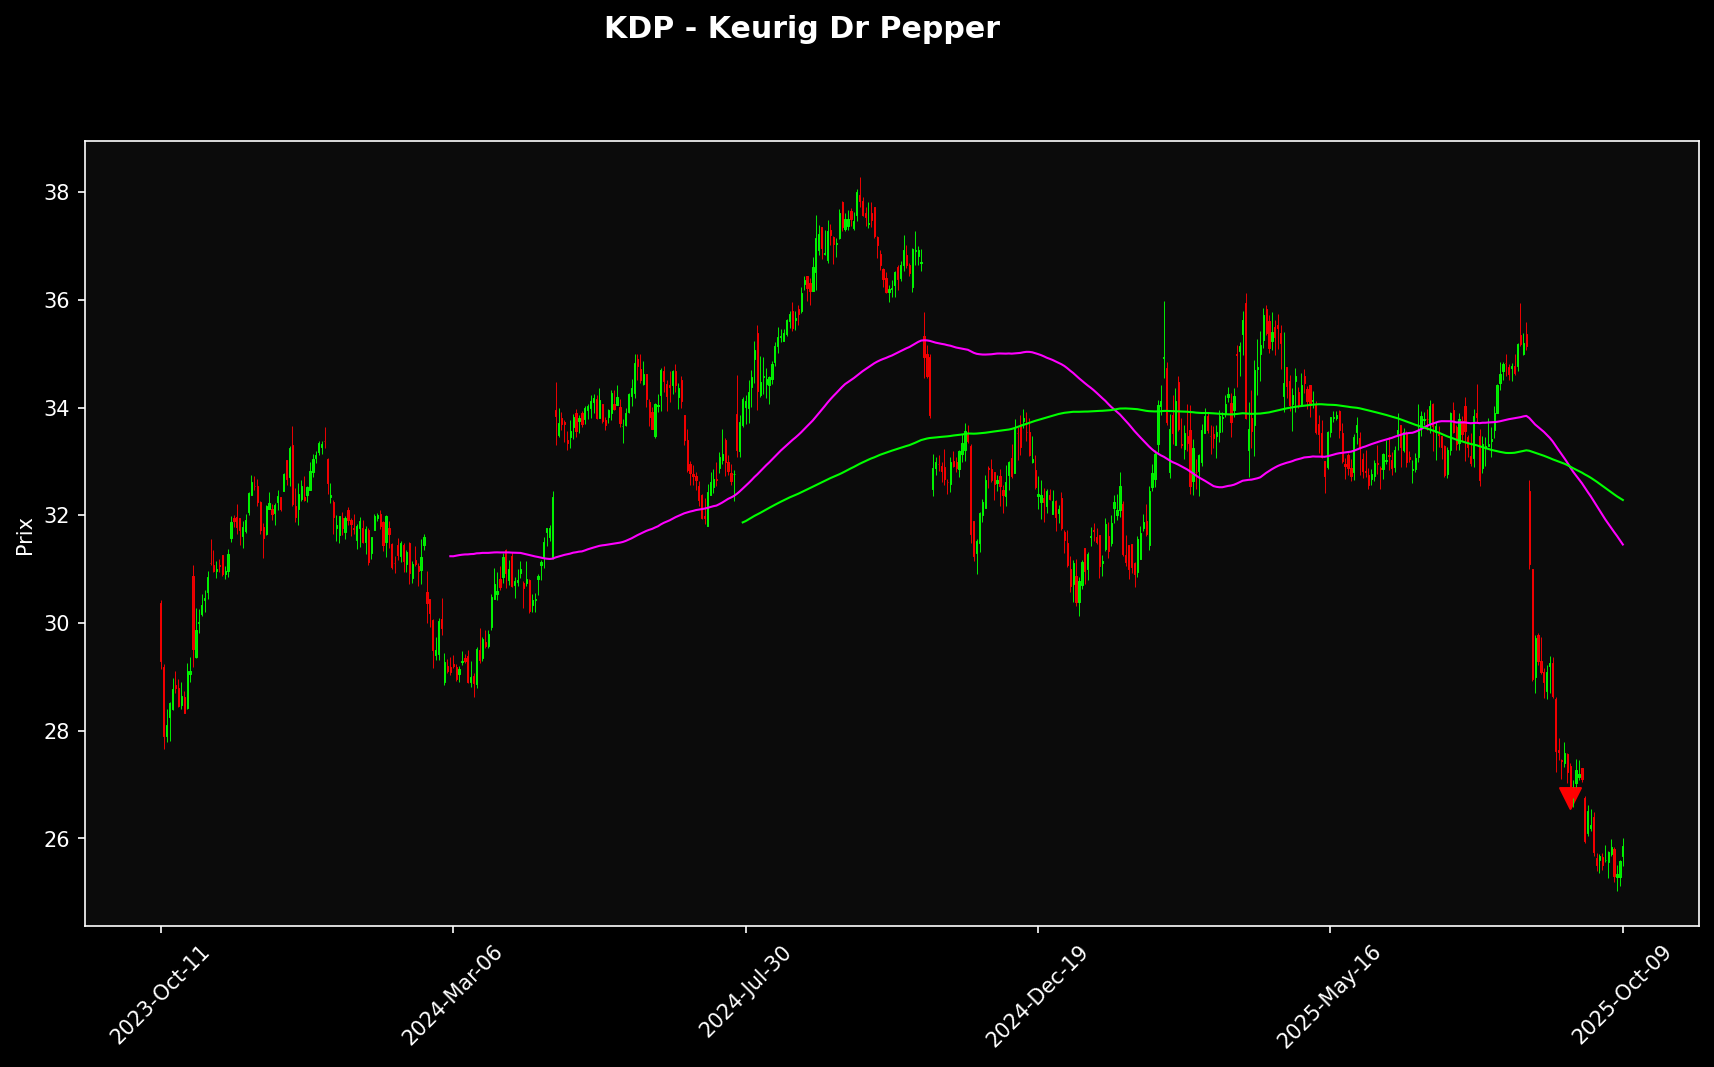 KDP - Keurig Dr Pepper
Prix
38
36
34
32
30
28
26
2023-Oct-11
2024-Mar-06
2024-Jul-30
2024-Dec-19
2025-May-16
2025-Oct-09